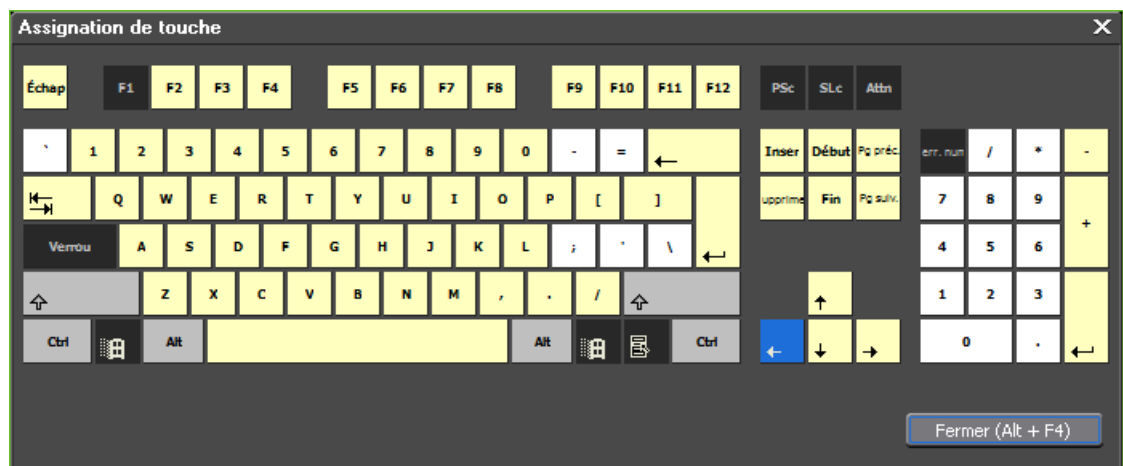 Assignation de touche X
Échap F1 F2 F3 F4 F5 F6 F7 F8 F9 F10 F11 F12 PSc SLc Attn
` 1 2 3 4 5 6 7 8 9 0 - = Inser Début Pg préc. err. num / * -
Q W E R T Y U I O P [ ] upprime Fin Pg suiv. 7 8 9 +
Verrou A S D F G H J K L ; ' \ 4 5 6
Z X C V B N M , . / 1 2 3
Ctrl Alt Alt Ctrl 0 .
Fermer (Alt + F4)